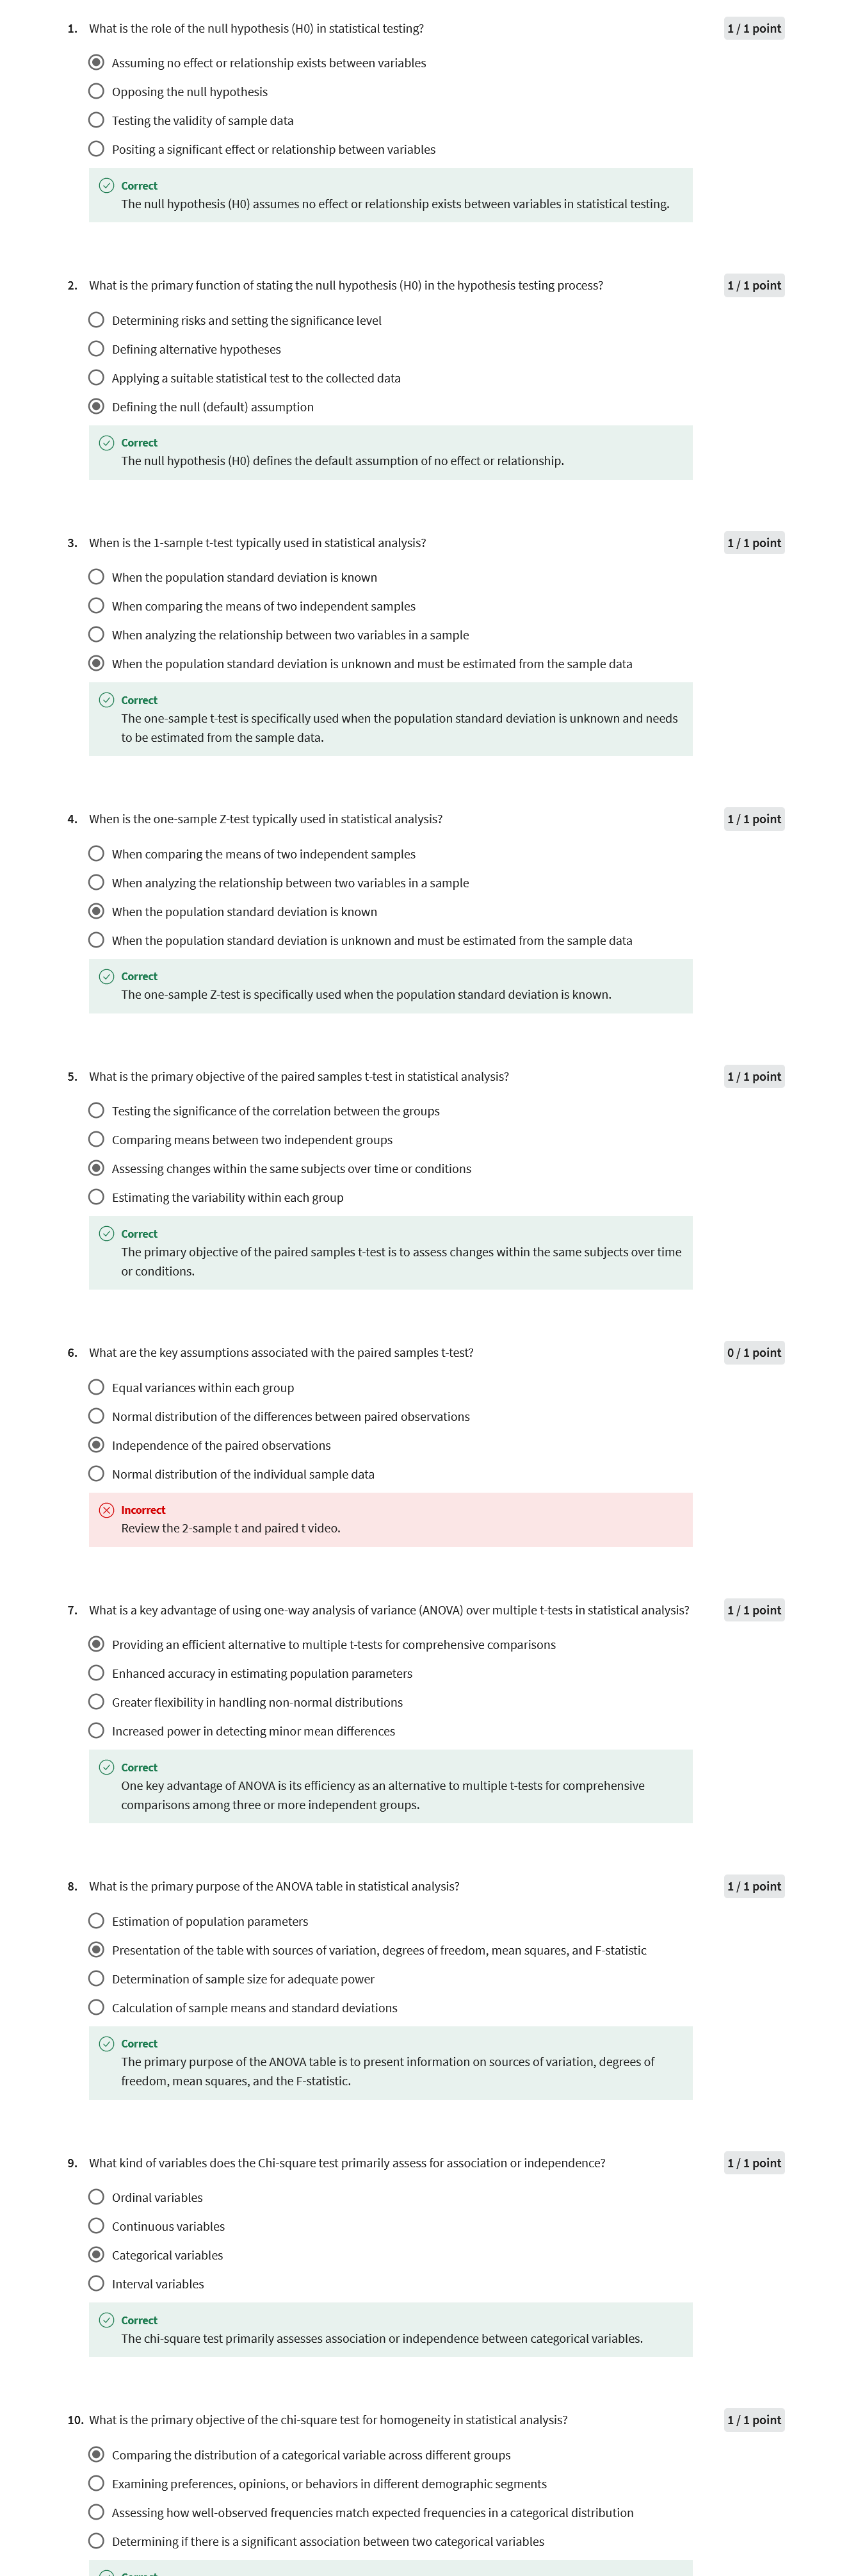 1. What is the role of the null hypothesis (H0) in statistical testing? 1 / 1 point
Assuming no effect or relationship exists between variables
Opposing the null hypothesis
Testing the validity of sample data
Positing a significant effect or relationship between variables
Correct
The null hypothesis (H0) assumes no effect or relationship exists between variables in statistical testing.
2. What is the primary function of stating the null hypothesis (H0) in the hypothesis testing process? 1 / 1 point
Determining risks and setting the significance level
Defining alternative hypotheses
Applying a suitable statistical test to the collected data
Defining the null (default) assumption
Correct
The null hypothesis (H0) defines the default assumption of no effect or relationship.
3. When is the 1-sample t-test typically used in statistical analysis? 1 / 1 point
When the population standard deviation is known
When comparing the means of two independent samples
When analyzing the relationship between two variables in a sample
When the population standard deviation is unknown and must be estimated from the sample data
Correct
The one-sample t-test is specifically used when the population standard deviation is unknown and needs
to be estimated from the sample data.
4. When is the one-sample Z-test typically used in statistical analysis? 1 / 1 point
When comparing the means of two independent samples
When analyzing the relationship between two variables in a sample
When the population standard deviation is known
When the population standard deviation is unknown and must be estimated from the sample data
Correct
The one-sample Z-test is specifically used when the population standard deviation is known.
5. What is the primary objective of the paired samples t-test in statistical analysis? 1 / 1 point
Testing the significance of the correlation between the groups
Comparing means between two independent groups
Assessing changes within the same subjects over time or conditions
Estimating the variability within each group
Correct
The primary objective of the paired samples t-test is to assess changes within the same subjects over time
or conditions.
6. What are the key assumptions associated with the paired samples t-test? 0 / 1 point
Equal variances within each group
Normal distribution of the differences between paired observations
Independence of the paired observations
Normal distribution of the individual sample data
Incorrect
Review the 2-sample t and paired t video.
7. What is a key advantage of using one-way analysis of variance (ANOVA) over multiple t-tests in statistical analysis? 1 / 1 point
Providing an efficient alternative to multiple t-tests for comprehensive comparisons
Enhanced accuracy in estimating population parameters
Greater flexibility in handling non-normal distributions
Increased power in detecting minor mean differences
Correct
One key advantage of ANOVA is its efficiency as an alternative to multiple t-tests for comprehensive
comparisons among three or more independent groups.
8. What is the primary purpose of the ANOVA table in statistical analysis? 1 / 1 point
Estimation of population parameters
Presentation of the table with sources of variation, degrees of freedom, mean squares, and F-statistic
Determination of sample size for adequate power
Calculation of sample means and standard deviations
Correct
The primary purpose of the ANOVA table is to present information on sources of variation, degrees of
freedom, mean squares, and the F-statistic.
9. What kind of variables does the Chi-square test primarily assess for association or independence? 1 / 1 point
Ordinal variables
Continuous variables
Categorical variables
Interval variables
Correct
The chi-square test primarily assesses association or independence between categorical variables.
10. What is the primary objective of the chi-square test for homogeneity in statistical analysis? 1 / 1 point
Comparing the distribution of a categorical variable across different groups
Examining preferences, opinions, or behaviors in different demographic segments
Assessing how well-observed frequencies match expected frequencies in a categorical distribution
Determining if there is a significant association between two categorical variables